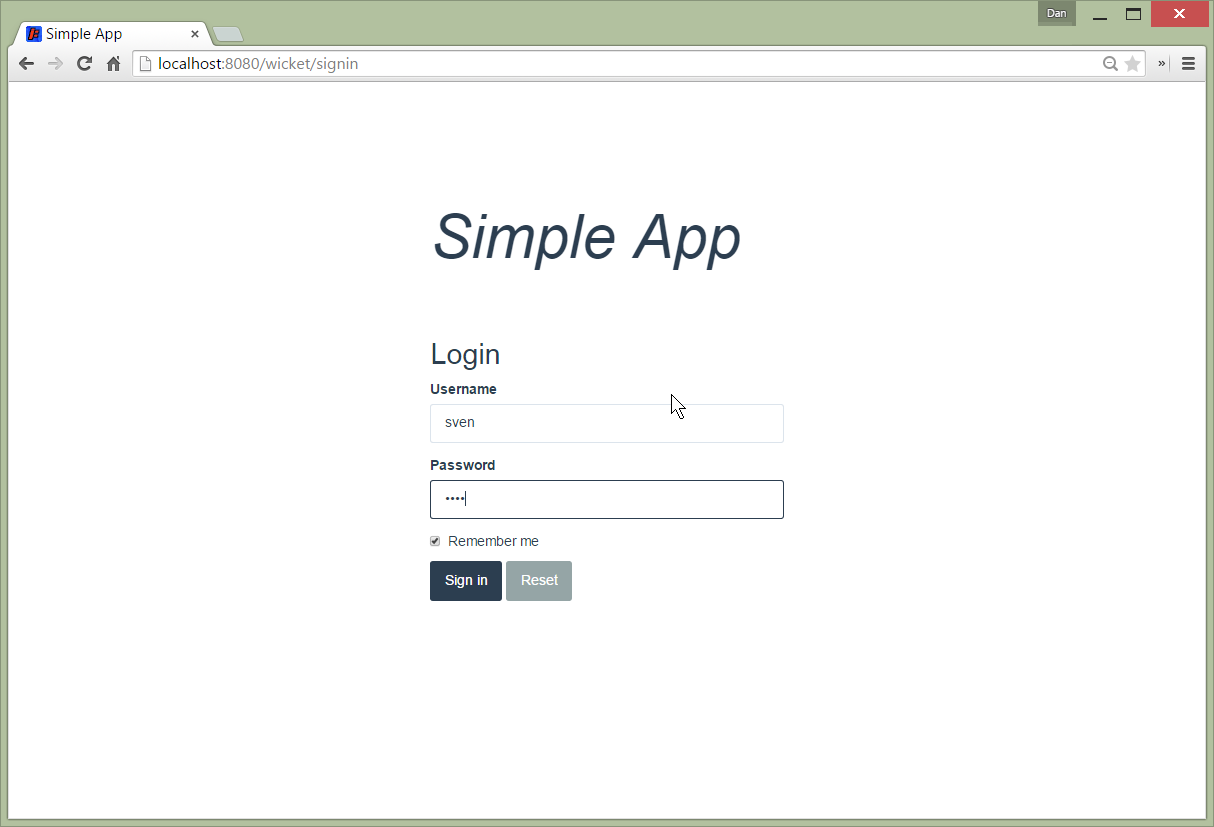 Dan
Simple App
localhost:8080/wicket/signin
Simple App
Login
Username
sven
Password
••••
Remember me
Sign in Reset